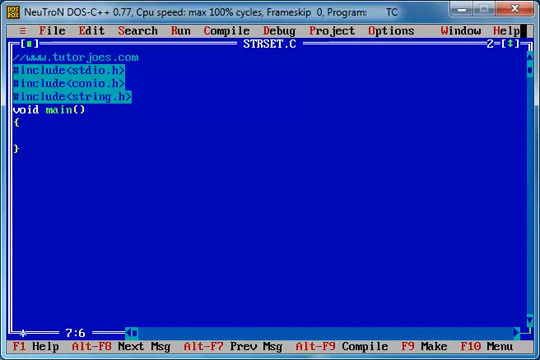 NeuTroN DOS-C++ 0.77, Cpu speed: max 100% cycles, Frameskip 0, Program: TC
≡ File Edit Search Run Compile Debug Project Options Window Help
[■] STRSET.C 2=[↕]
//www.tutorjoes.com
#include<stdio.h>
#include<conio.h>
#include<string.h>
void main()
{
}
* 7:6
F1 Help Alt-F8 Next Msg Alt-F7 Prev Msg Alt-F9 Compile F9 Make F10 Menu